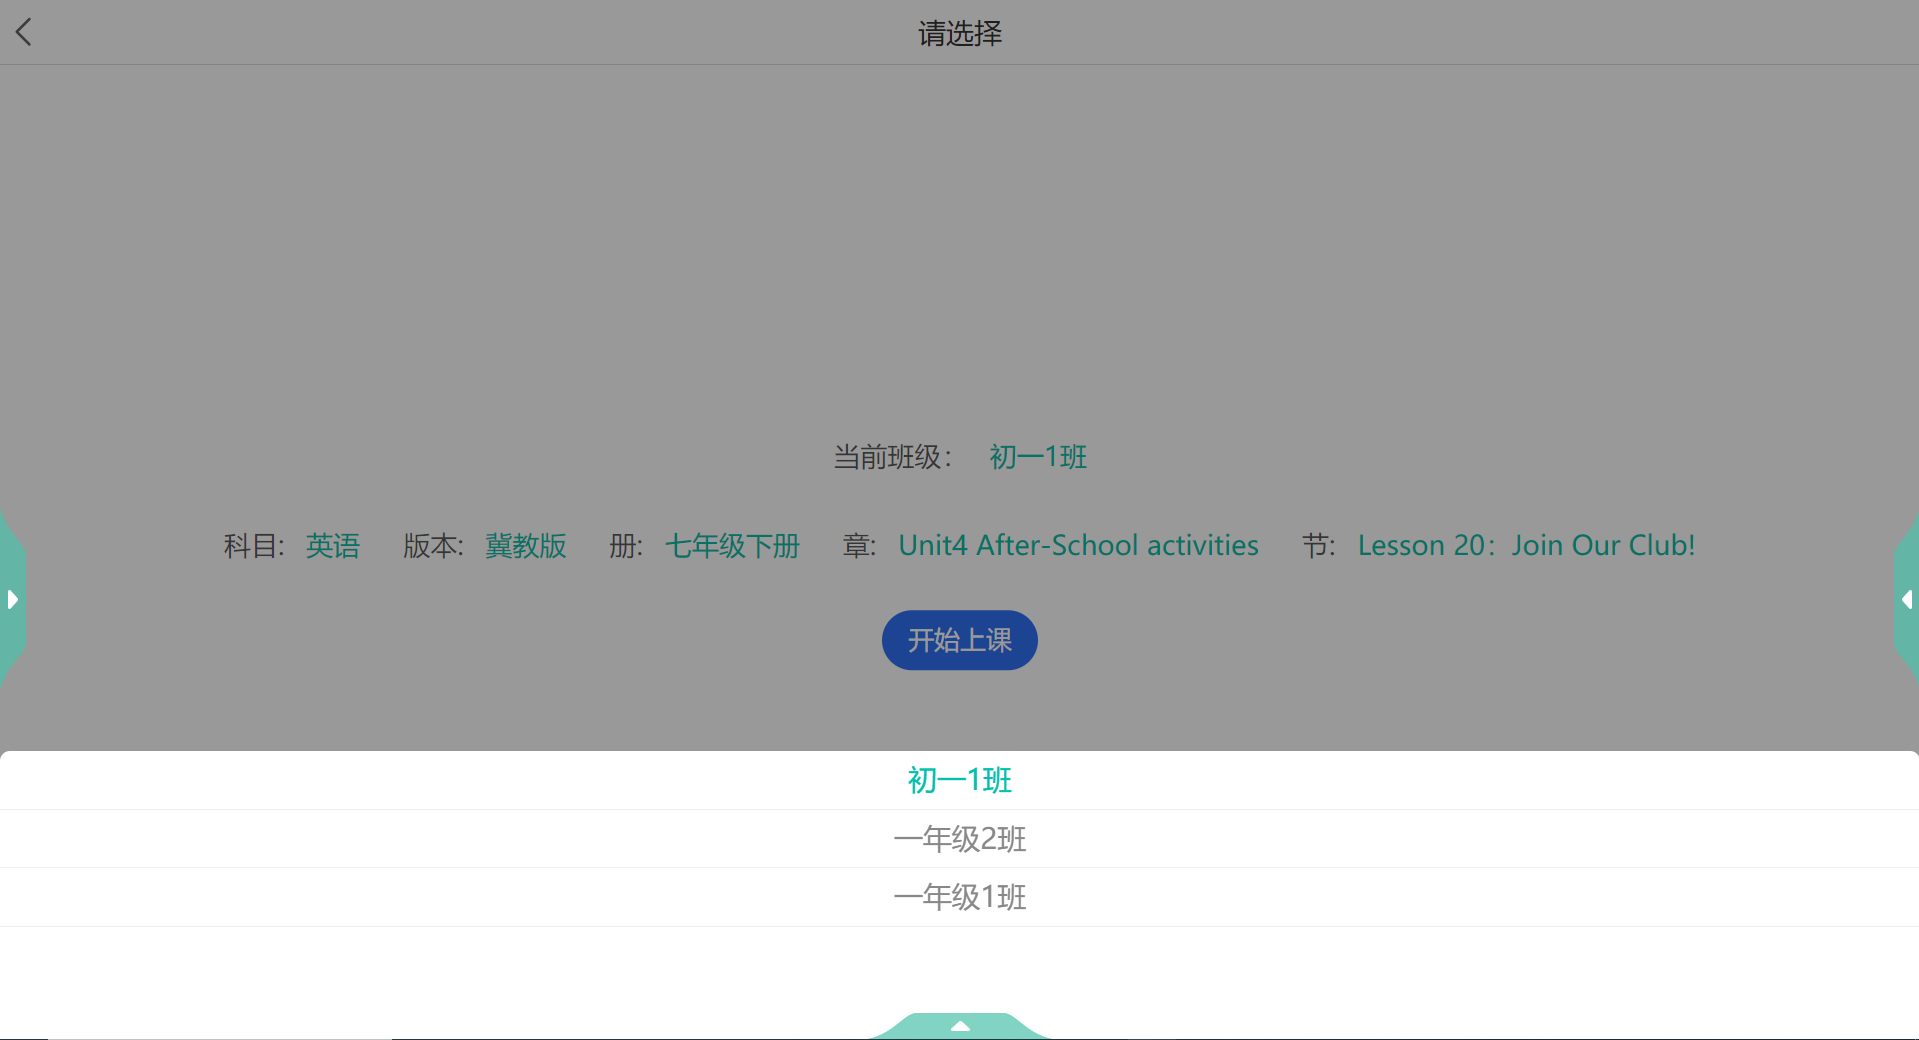 请选择
当前班级： 初一1班
科目： 英语 版本： 冀教版 册： 七年级下册 章： Unit4 After-School activities 节： Lesson 20：Join Our Club!
开始上课
初一1班
一年级2班
一年级1班